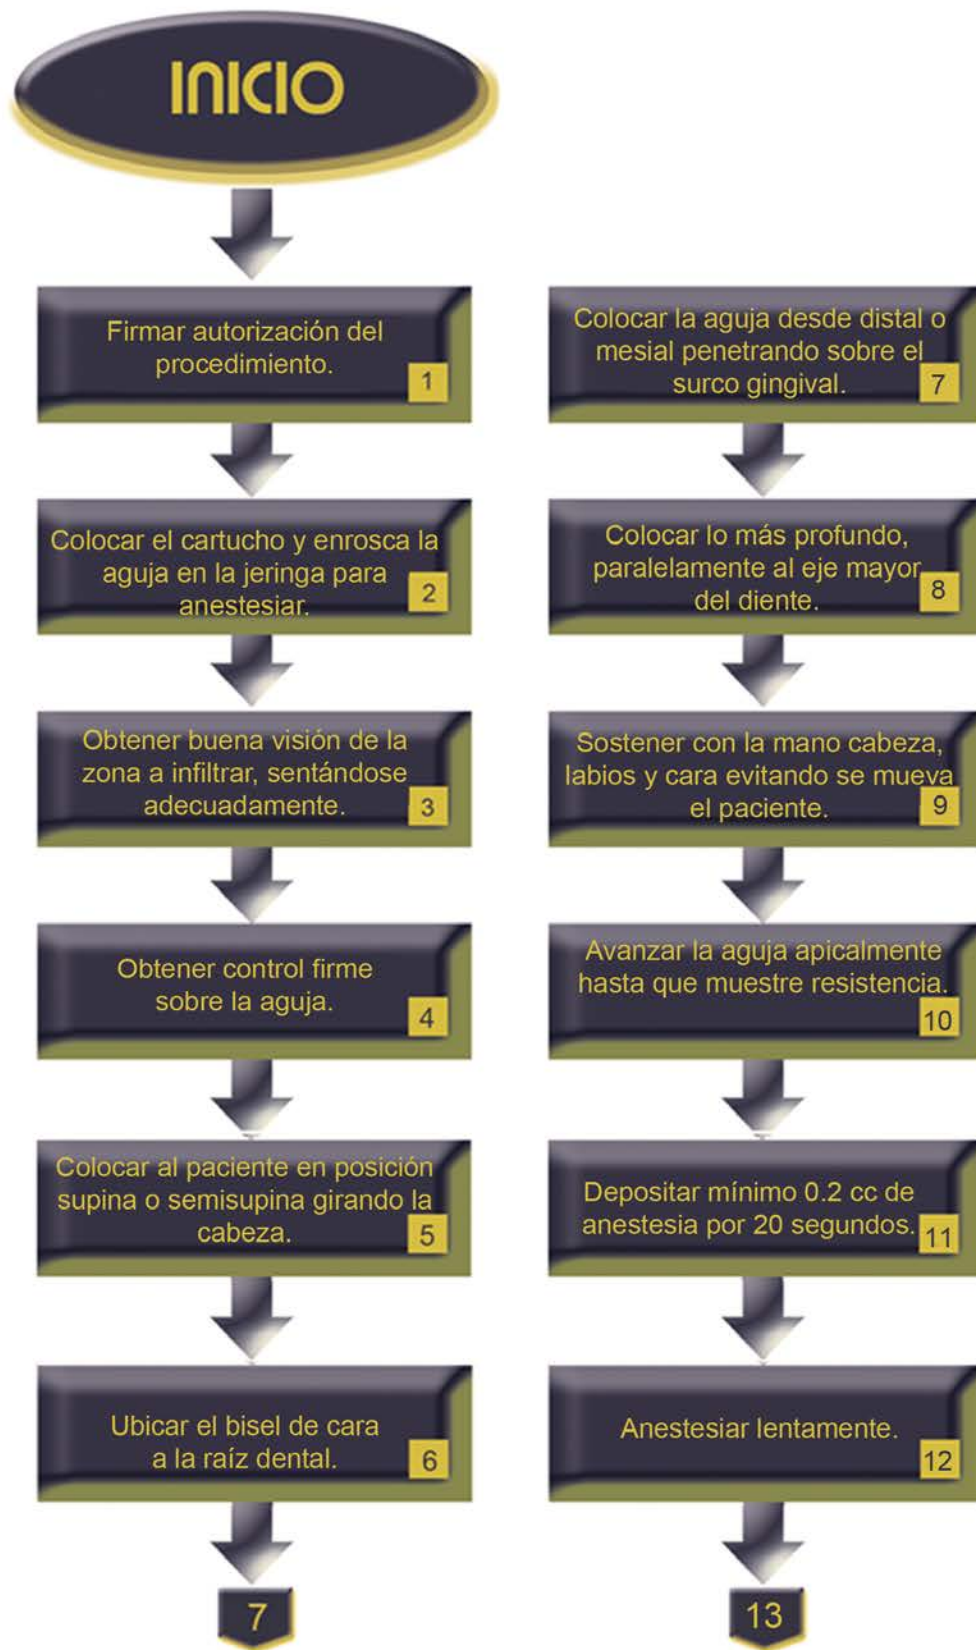 INICIO
Firmar autorización del
procedimiento.
1
Colocar el cartucho y enrosca la
aguja en la jeringa para
anestesiar.
2
Obtener buena visión de la
zona a infiltrar, sentándose
adecuadamente.
3
Obtener control firme
sobre la aguja.
4
Colocar al paciente en posición
supina o semisupina girando la
cabeza.
5
Ubicar el bisel de cara
a la raíz dental.
6
7
Colocar la aguja desde distal o
mesial penetrando sobre el
surco gingival.
7
Colocar lo más profundo,
paralelamente al eje mayor
del diente.
8
Sostener con la mano cabeza,
labios y cara evitando se mueva
el paciente.
9
Avanzar la aguja apicalmente
hasta que muestre resistencia.
10
Depositar mínimo 0.2 cc de
anestesia por 20 segundos.
11
Anestesiar lentamente.
12
13